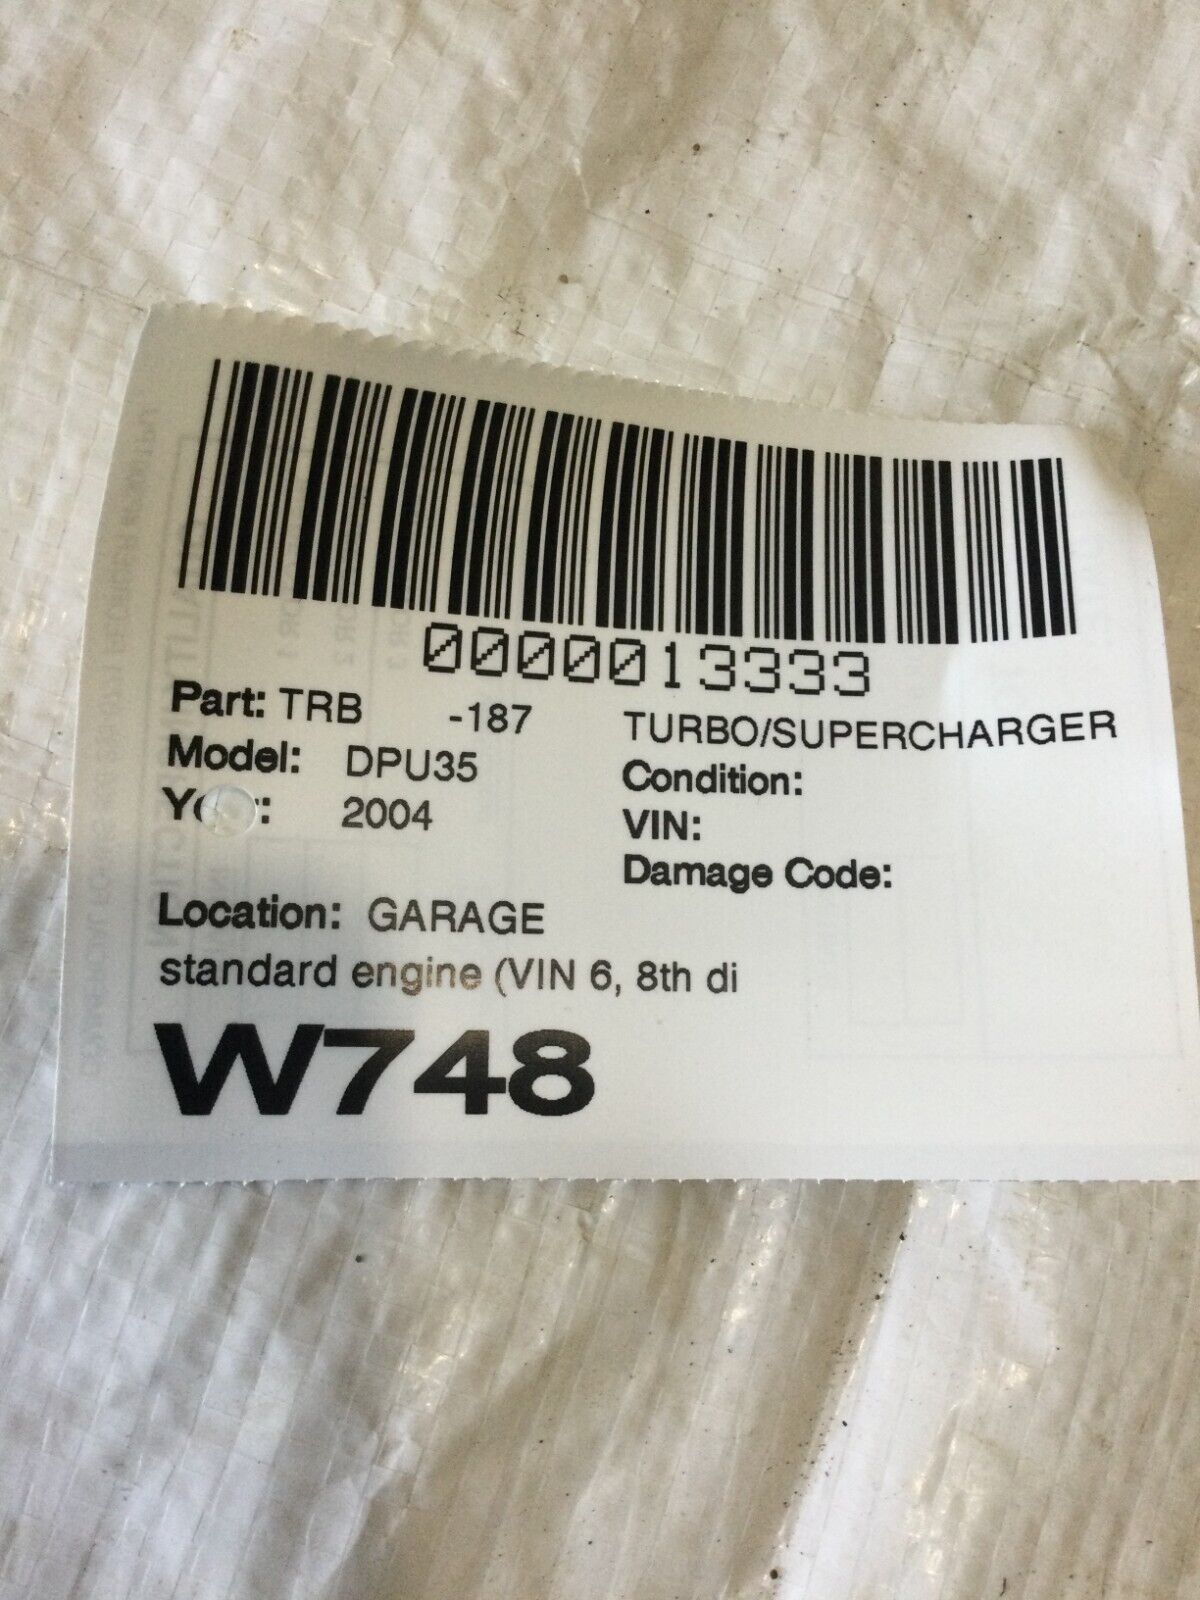 0000013333
Part: TRB -187 TURBO/SUPERCHARGER
Model: DPU35 Condition:
2004 VIN:
Damage Code:
Location: GARAGE
standard engine (VIN 6, 8th di
W748